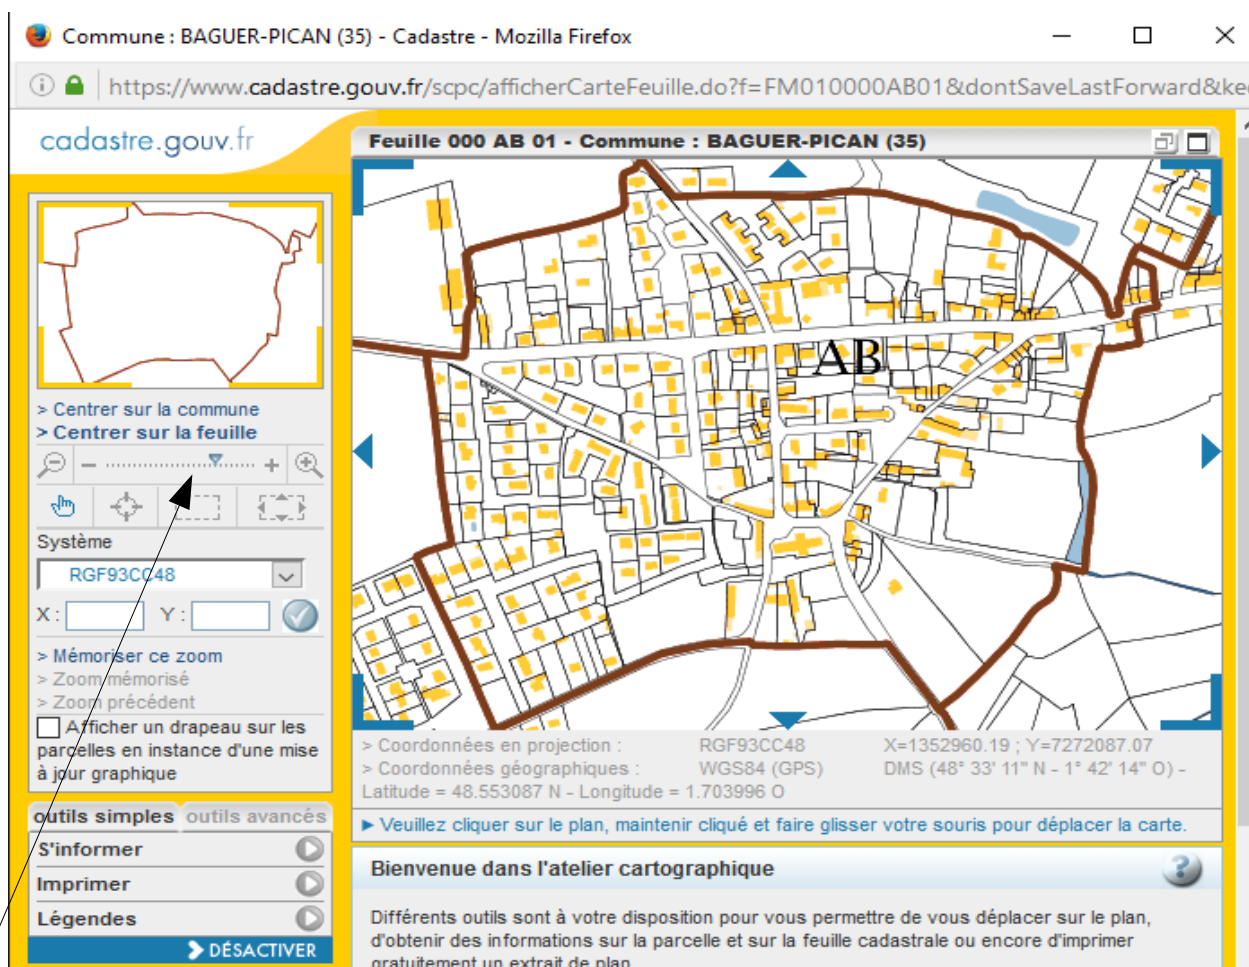 Commune : BAGUER-PICAN (35) - Cadastre - Mozilla Firefox
https://www.cadastre.gouv.fr/scpc/afficherCarteFeuille.do?f=FM010000AB01&dontSaveLastForward&kee
cadastre.gouv.fr
Feuille 000 AB 01 - Commune : BAGUER-PICAN (35)
AB
> Centrer sur la commune
> Centrer sur la feuille
Système
RGF93CC48
X : Y :
> Mémoriser ce zoom
> Zoom mémorisé
> Zoom précédent
Afficher un drapeau sur les
parcelles en instance d'une mise
à jour graphique
outils simples outils avancés
S'informer
Imprimer
Légendes
DÉSACTIVER
> Coordonnées en projection : RGF93CC48 X=1352960.19 ; Y=7272087.07
> Coordonnées géographiques : WGS84 (GPS) DMS (48° 33' 11" N - 1° 42' 14" O) -
Latitude = 48.553087 N - Longitude = 1.703996 O
Veuillez cliquer sur le plan, maintenir cliqué et faire glisser votre souris pour déplacer la carte.
Bienvenue dans l'atelier cartographique
Différents outils sont à votre disposition pour vous permettre de vous déplacer sur le plan,
d'obtenir des informations sur la parcelle et sur la feuille cadastrale ou encore d'imprimer
gratuitement un extrait de plan